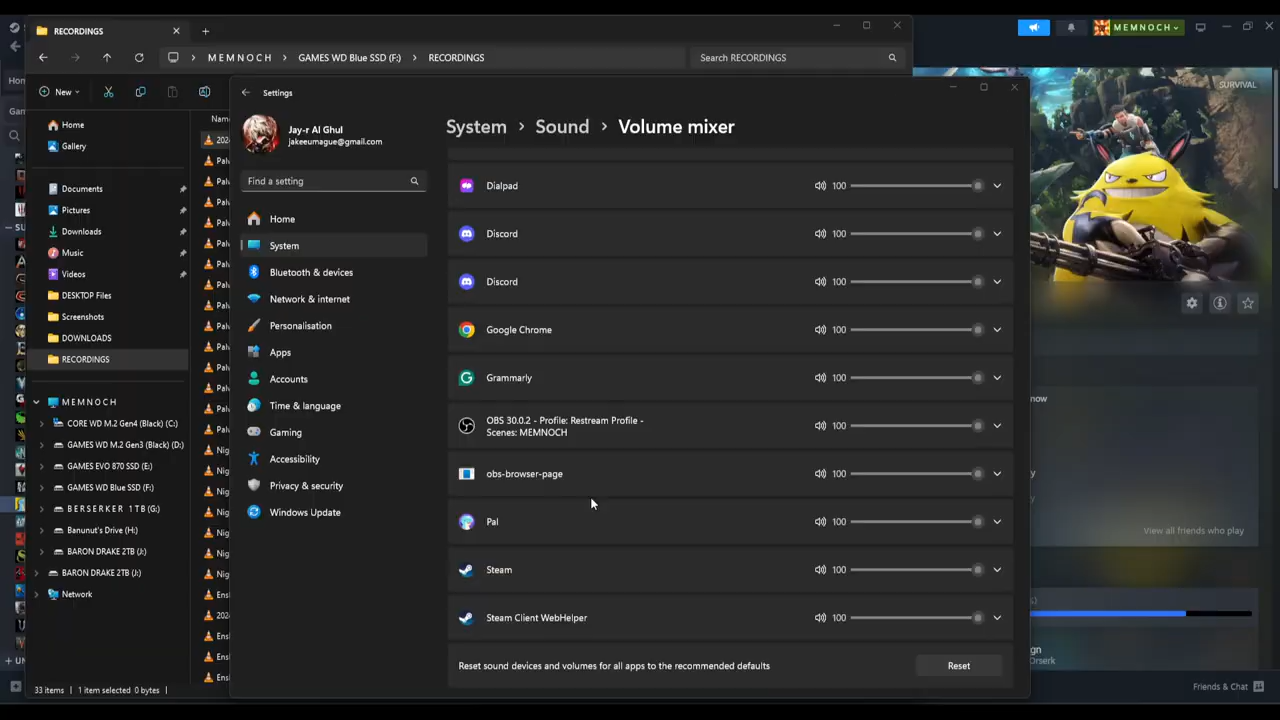 RECORDINGS
MEMNOCH
MEMNOCH > GAMES WD Blue SSD (F:) > RECORDINGS
Search RECORDINGS
New
Home
Gallery
Documents
Pictures
Downloads
Music
Videos
DESKTOP Files
Screenshots
DOWNLOADS
RECORDINGS
MEMNOCH
CORE WD M.2 Gen4 (Black) (C:)
GAMES WD M.2 Gen3 (Black) (D:)
GAMES EVO 870 SSD (E:)
GAMES WD Blue SSD (F:)
BERSERKER 1TB (G:)
Banunut's Drive (H:)
BARON DRAKE 2TB (J:)
BARON DRAKE 2TB (J:)
Network
33 items
1 item selected 0 bytes
Settings
Jay-r Al Ghul
jakeeumague@gmail.com
Find a setting
Home
System
Bluetooth & devices
Network & internet
Personalisation
Apps
Accounts
Time & language
Gaming
Accessibility
Privacy & security
Windows Update
System > Sound > Volume mixer
Dialpad 100
Discord 100
Discord 100
Google Chrome 100
Grammarly 100
OBS 30.0.2 - Profile: Restream Profile -
Scenes: MEMNOCH 100
obs-browser-page 100
Pal 100
Steam 100
Steam Client WebHelper 100
Reset sound devices and volumes for all apps to the recommended defaults
Reset
SURVIVAL
View all friends who play
Orserk
Friends & Chat